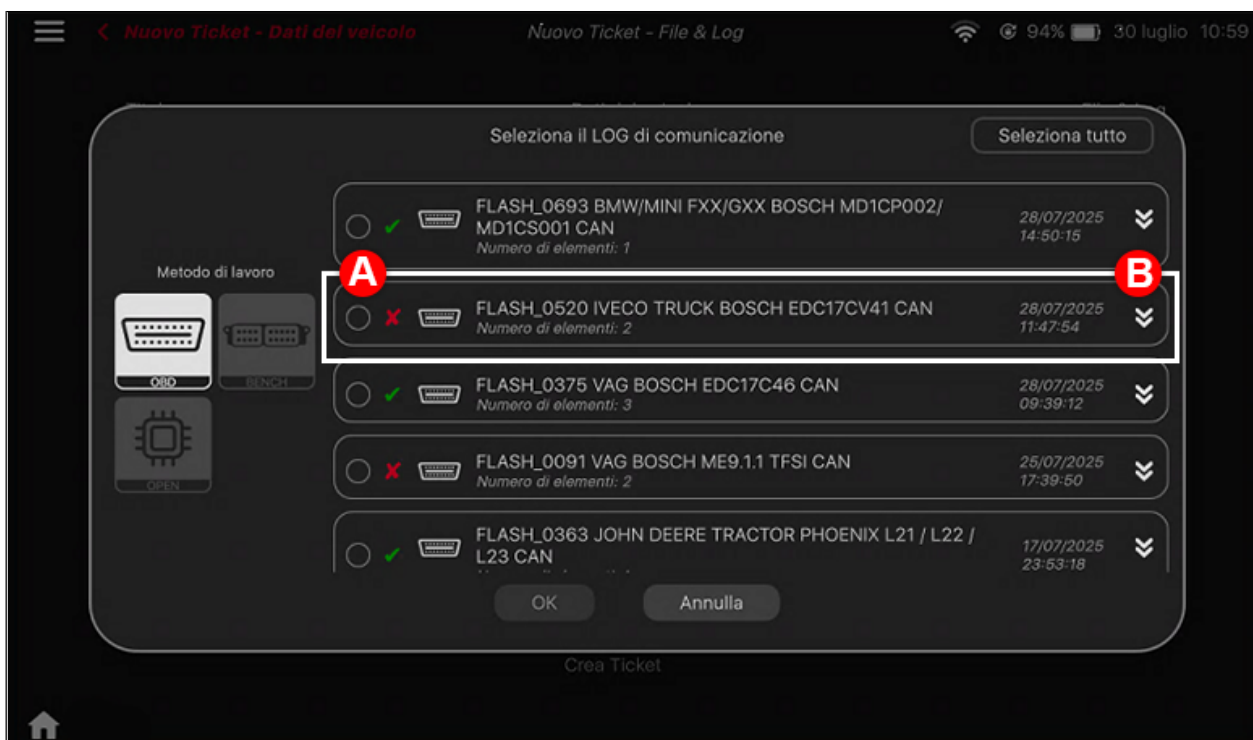 Nuovo Ticket - Dati del veicolo
Nuovo Ticket - File & Log
94%
30 luglio 10:59
Seleziona il LOG di comunicazione
Seleziona tutto
Metodo di lavoro
OBD
BENCH
OPEN
FLASH_0693 BMW/MINI FXX/GXX BOSCH MD1CP002/
MD1CS001 CAN
Numero di elementi: 1
28/07/2025
14:50:15
A
B
FLASH_0520 IVECO TRUCK BOSCH EDC17CV41 CAN
Numero di elementi: 2
28/07/2025
11:47:54
FLASH_0375 VAG BOSCH EDC17C46 CAN
Numero di elementi: 3
28/07/2025
09:39:12
FLASH_0091 VAG BOSCH ME9.1.1 TFSI CAN
Numero di elementi: 2
25/07/2025
17:39:50
FLASH_0363 JOHN DEERE TRACTOR PHOENIX L21 / L22 /
L23 CAN
17/07/2025
23:53:18
OK
Annulla
Crea Ticket